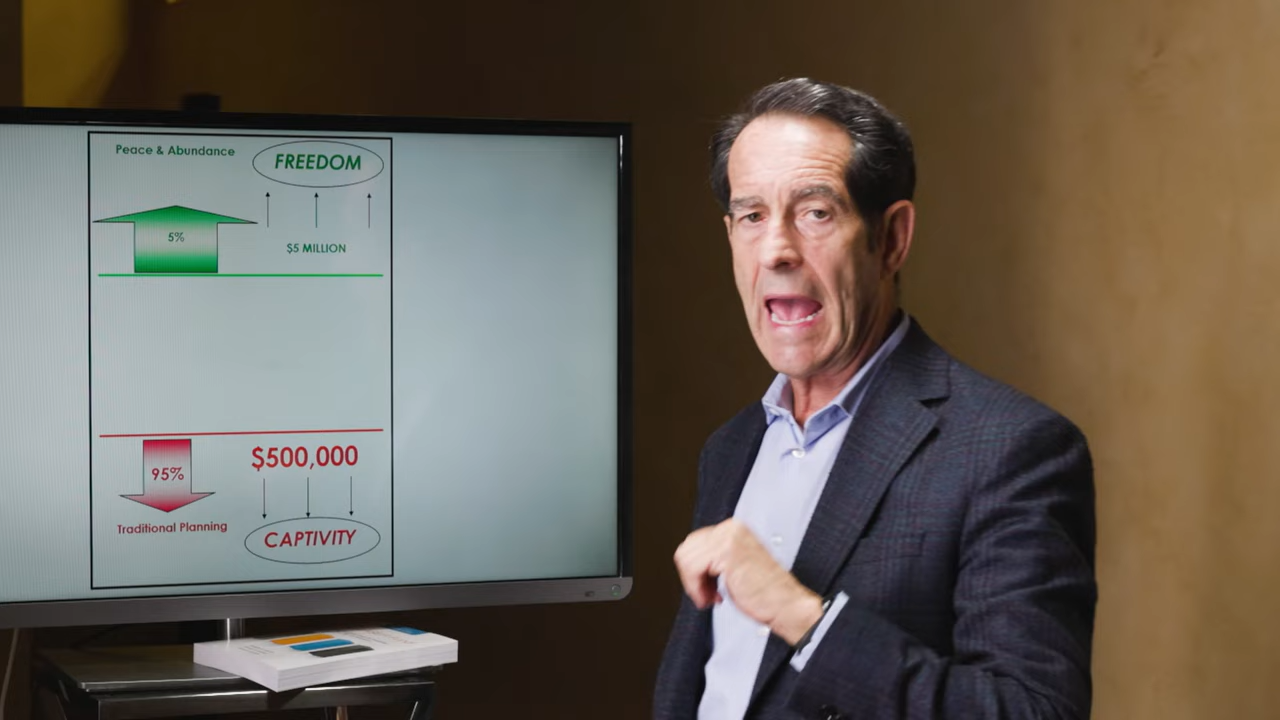 Peace & Abundance
FREEDOM
5%
$5 MILLION
95%
$500,000
Traditional Planning
CAPTIVITY